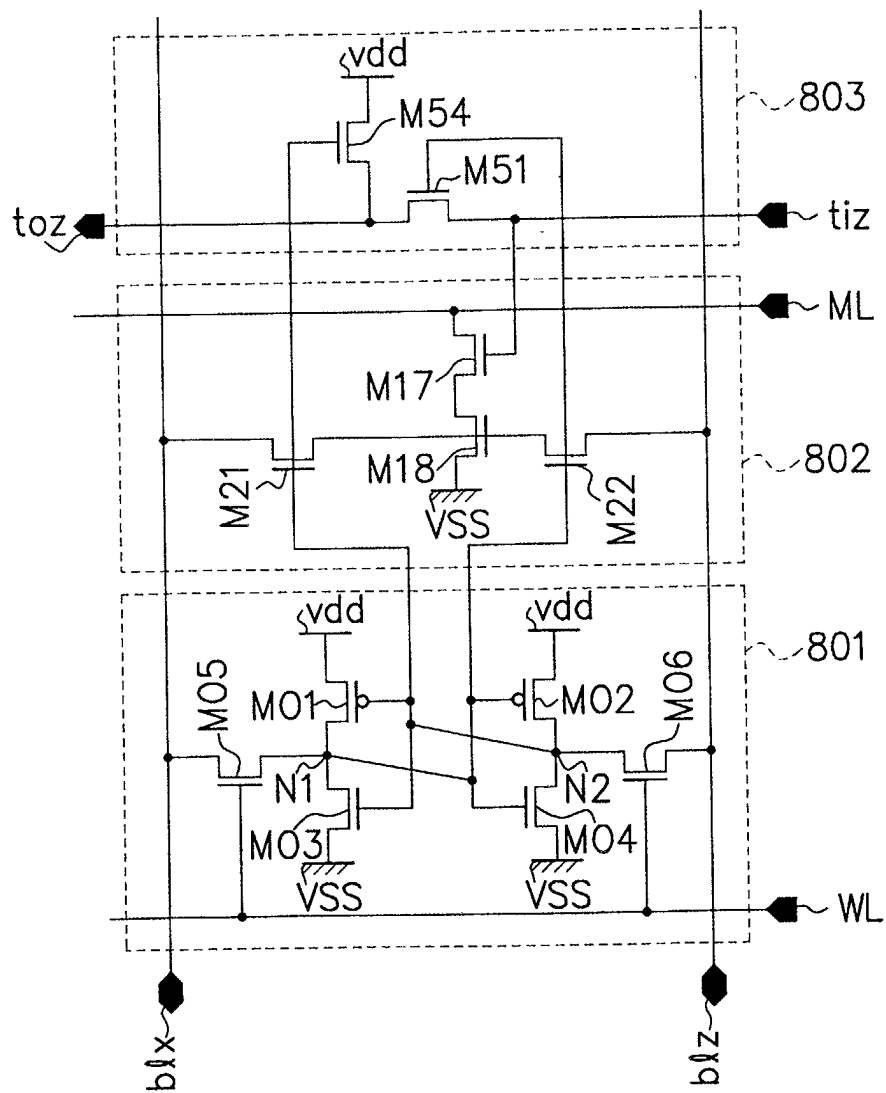 vdd
803
M54
M51
toz
tiz
ML
M17
M18
802
M21
M22
VSS
vdd
vdd
801
M05
M01
M02
M06
N1
N2
M03
M04
VSS
VSS
WL
blx
blz